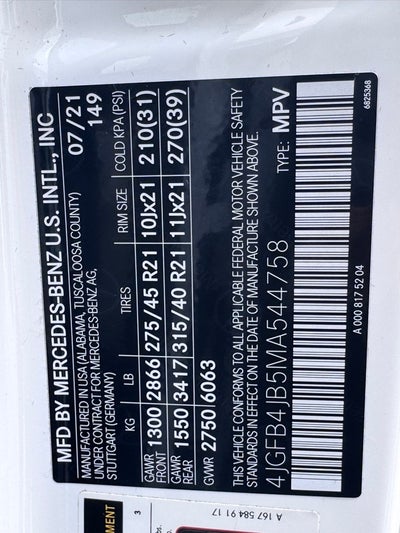 MFD BY MERCEDES-BENZ U.S. INTL., INC
MANUFACTURED IN USA (ALABAMA, TUSCALOOSA COUNTY) 07/21
UNDER CONTRACT FOR MERCEDES-BENZ AG, 149
STUTTGART (GERMANY)
KG LB TIRES RIM SIZE COLD KPA (PSI)
GAWR FRONT 1300 2866 275/45 R21 10Jx21 210(31)
GAWR REAR 1550 3417 315/40 R21 11Jx21 270(39)
GVWR 2750 6063
THIS VEHICLE CONFORMS TO ALL APPLICABLE FEDERAL MOTOR VEHICLE SAFETY
STANDARDS IN EFFECT ON THE DATE OF MANUFACTURE SHOWN ABOVE.
4JGFB4JB5MA544758 TYPE: MPV
A 000 817 52 04
6825368
3
A 167 584 91 17